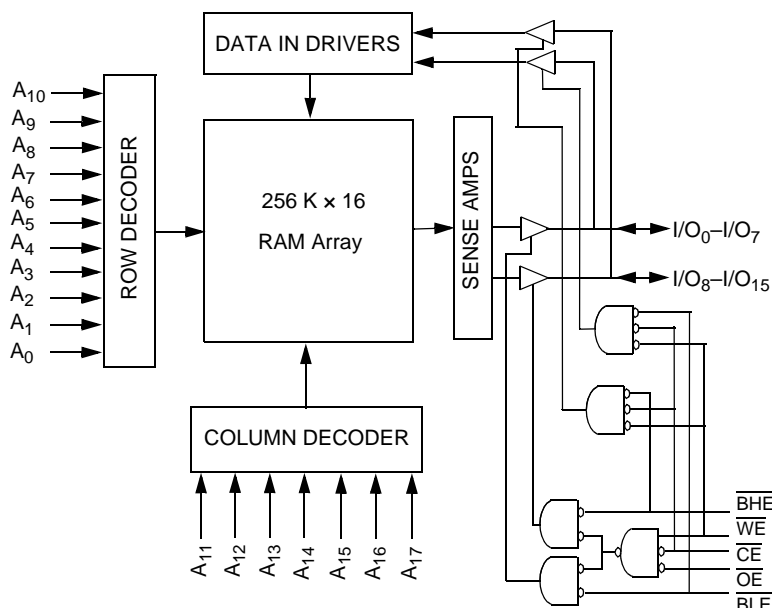 DATA IN DRIVERS
A10
A9
A8
A7
A6
A5
A4
A3
A2
A1
A0
ROW DECODER
256 K × 16
RAM Array
SENSE AMPS
I/O0–I/O7
I/O8–I/O15
COLUMN DECODER
A11
A12
A13
A14
A15
A16
A17
BHE
WE
CE
OE
BLE